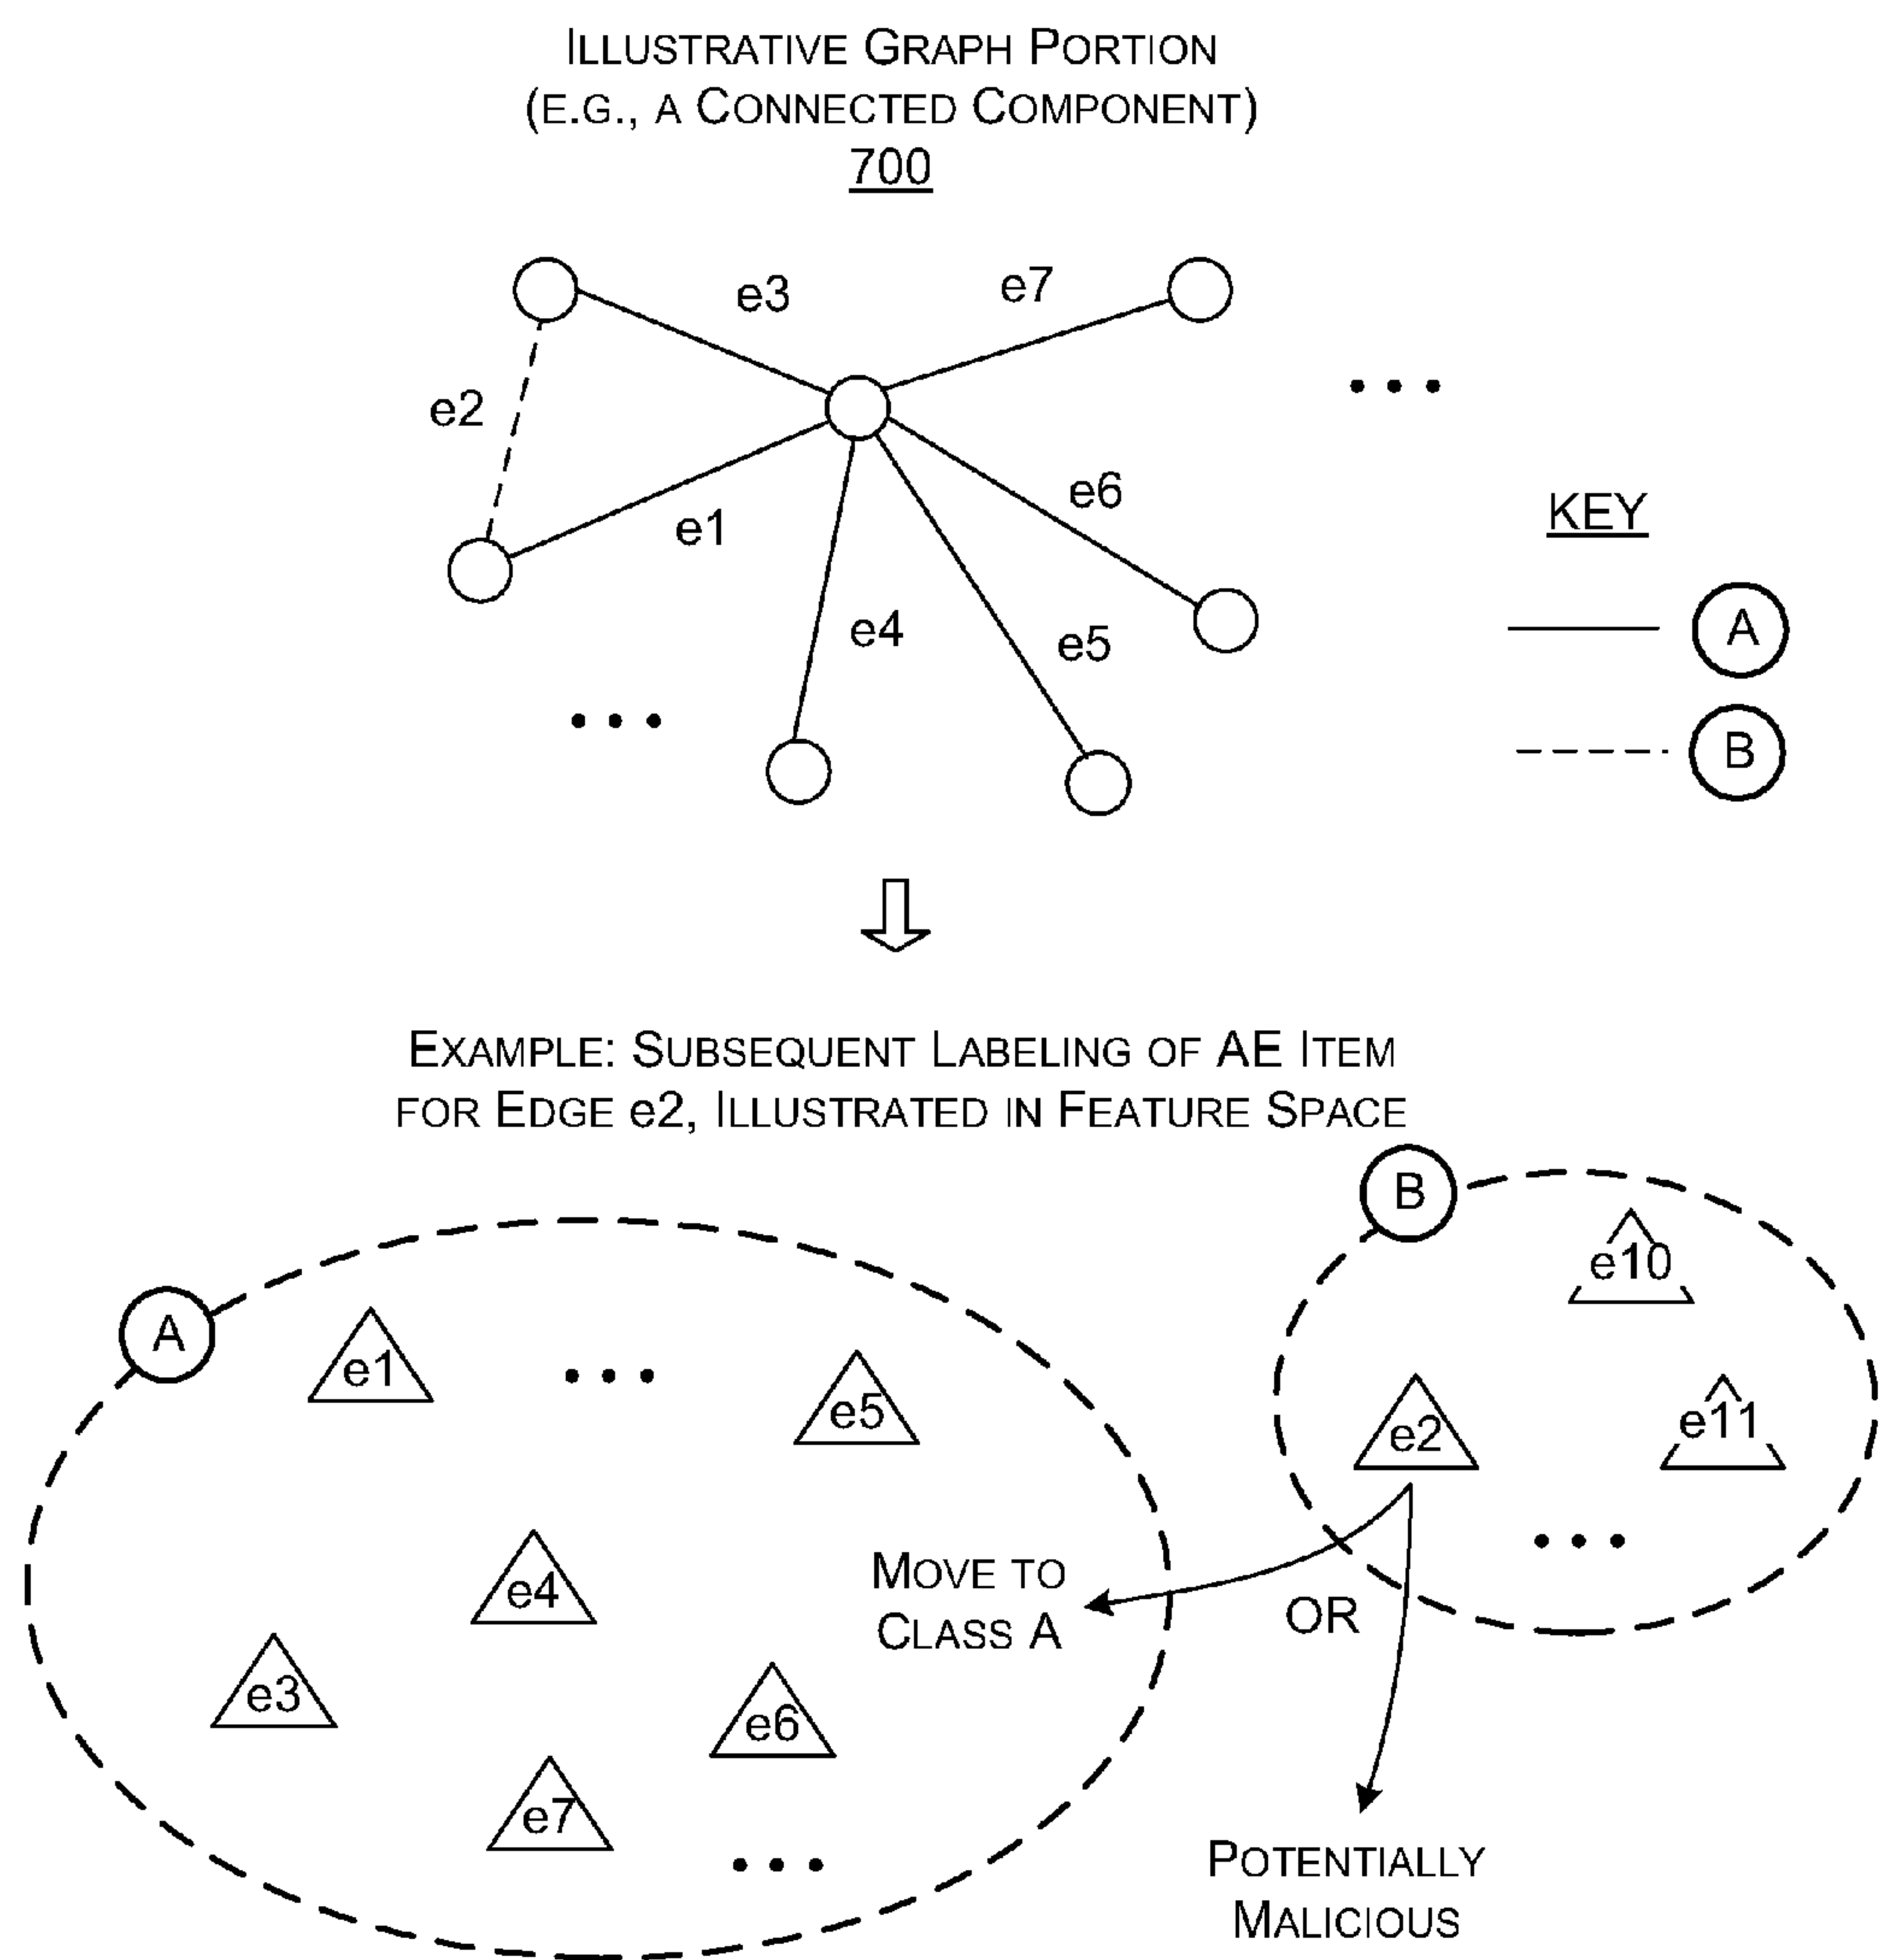 ILLUSTRATIVE GRAPH PORTION
(E.G., A CONNECTED COMPONENT)
700
e3
e7
e2
e6
e1
KEY
A
e4
e5
B
EXAMPLE: SUBSEQUENT LABELING OF AE ITEM
FOR EDGE e2, ILLUSTRATED IN FEATURE SPACE
B
e10
A
e1
e5
e2
e11
e4
MOVE TO
CLASS A
OR
e3
e6
e7
POTENTIALLY
MALICIOUS